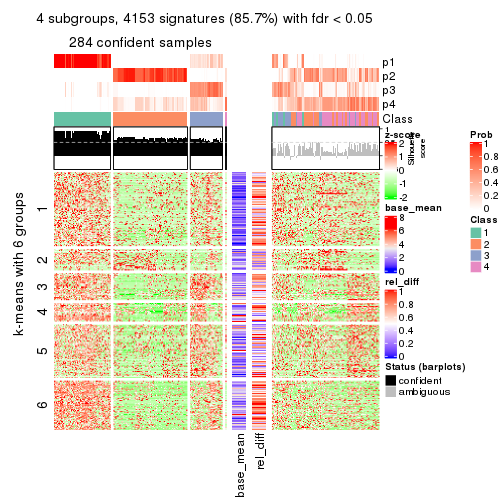 4 subgroups, 4153 signatures (85.7%) with fdr < 0.05
284 confident samples
p1
p2
p3
p4
Class
1
Silhouette
score
k-means with 6 groups
1
2
3
4
5
6
base_mean
rel_diff
z-score
2
1
0
-1
-2
base_mean
8
6
4
2
0
rel_diff
1
0.8
0.6
0.4
0.2
0
Status (barplots)
confident
ambiguous
Prob
1
0.8
0.6
0.4
0.2
0
Class
1
2
3
4